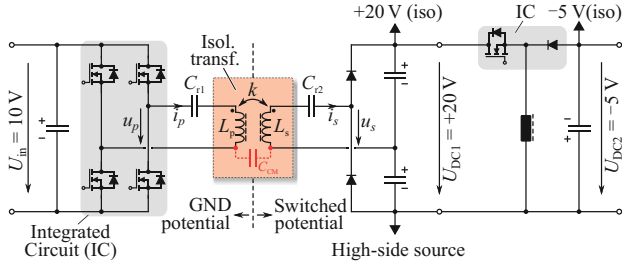 +20 V (iso)
IC
−5 V(iso)
Isol.
transf.
C_r1
k
C_r2
U_in = 10 V
u_p
i_p
L_p
L_s
i_s
u_s
C_CM
U_DC1 = +20 V
U_DC2 = −5 V
GND
potential
Switched
potential
Integrated
Circuit (IC)
High-side source